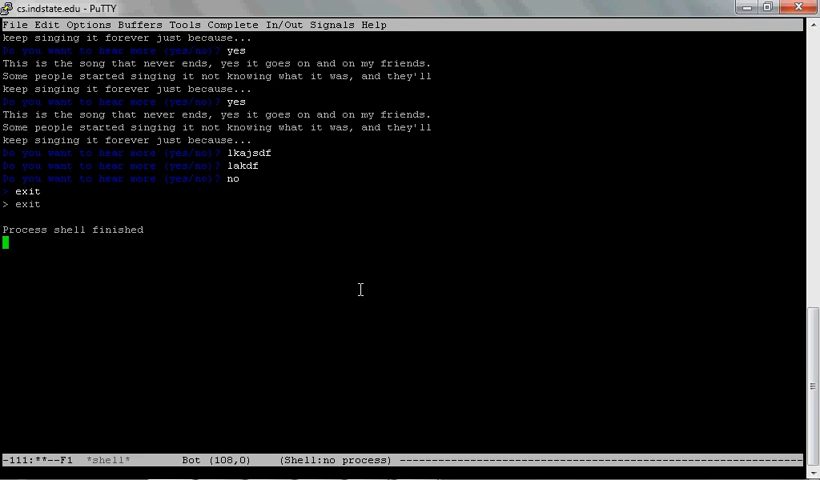 cs.indstate.edu - PuTTY
File Edit Options Buffers Tools Complete In/Out Signals Help
keep singing it forever just because...
Do you want to hear more (yes/no)? yes
This is the song that never ends, yes it goes on and on my friends.
Some people started singing it not knowing what it was, and they'll
keep singing it forever just because...
Do you want to hear more (yes/no)? yes
This is the song that never ends, yes it goes on and on my friends.
Some people started singing it not knowing what it was, and they'll
keep singing it forever just because...
Do you want to hear more (yes/no)? lkajsdf
Do you want to hear more (yes/no)? lakdf
Do you want to hear more (yes/no)? no
> exit
> exit
Process shell finished
-111:**--F1  *shell*        Bot (108,0)    (Shell:no process) ----------------------------------------------------------------